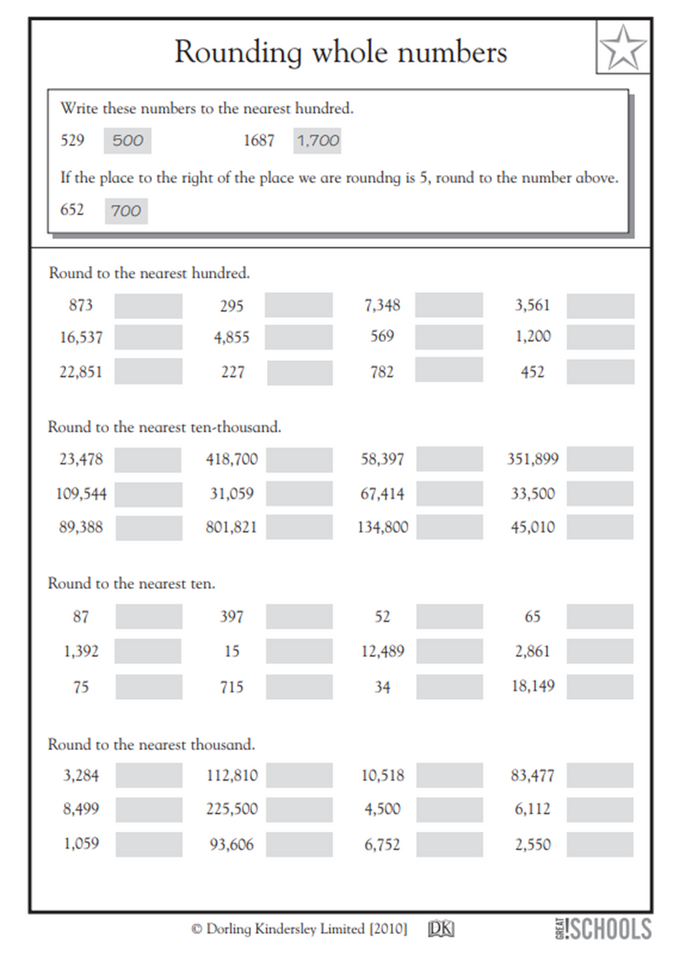 Rounding whole numbers
Write these numbers to the nearest hundred.
529 500 1687 1,700
If the place to the right of the place we are roundng is 5, round to the number above.
652 700
Round to the nearest hundred.
873 295 7,348 3,561
16,537 4,855 569 1,200
22,851 227 782 452
Round to the nearest ten-thousand.
23,478 418,700 58,397 351,899
109,544 31,059 67,414 33,500
89,388 801,821 134,800 45,010
Round to the nearest ten.
87 397 52 65
1,392 15 12,489 2,861
75 715 34 18,149
Round to the nearest thousand.
3,284 112,810 10,518 83,477
8,499 225,500 4,500 6,112
1,059 93,606 6,752 2,550
© Dorling Kindersley Limited [2010] DK GREAT!SCHOOLS